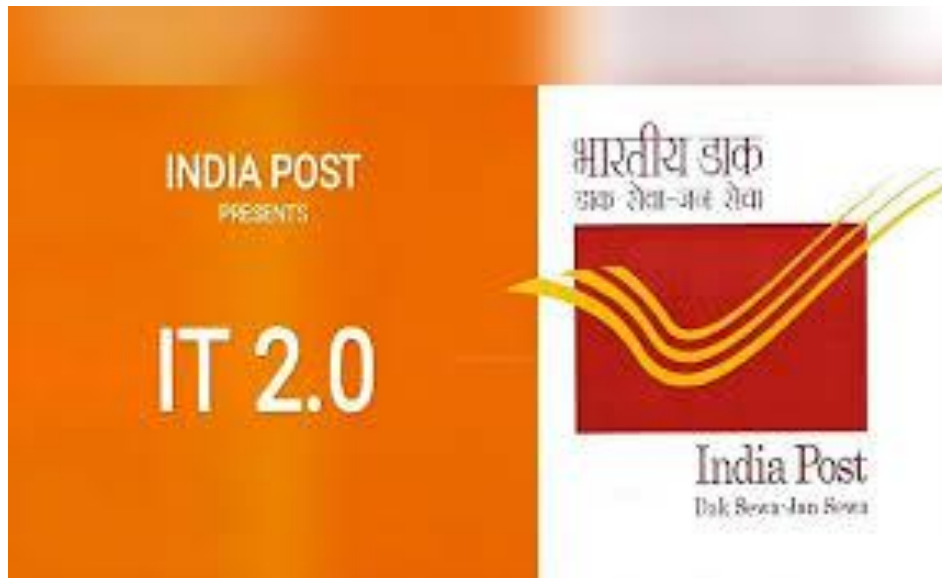 INDIA POST
PRESENTS
IT 2.0
भारतीय डाक
डाक सेवा-जन सेवा
India Post
Dak Sewa-Jan Sewa